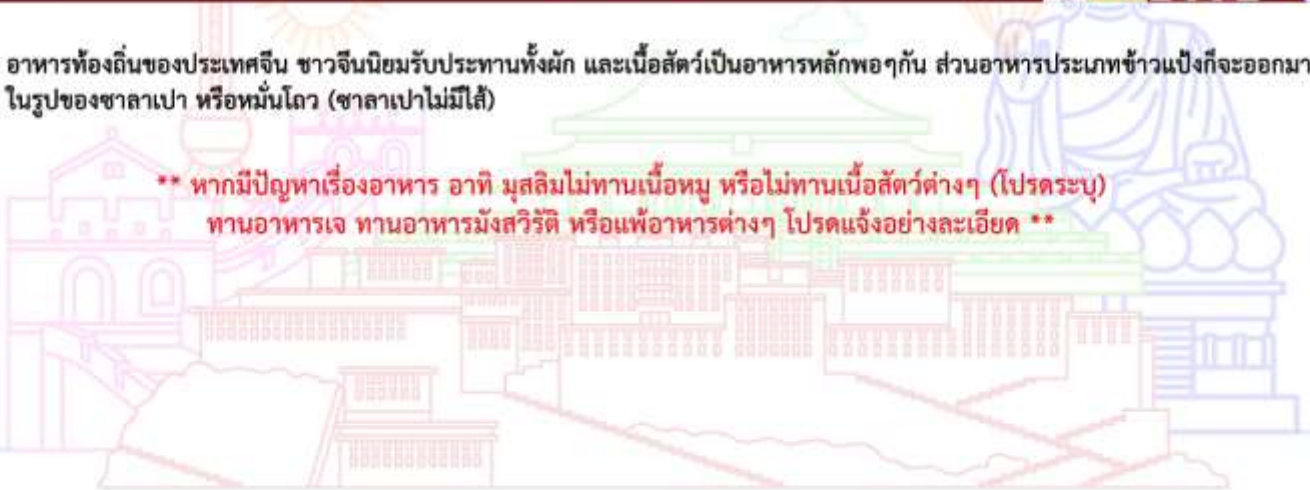 อาหารท้องถิ่นของประเทศจีน ชาวจีนนิยมรับประทานทั้งผัก และเนื้อสัตว์เป็นอาหารหลักพอๆกัน ส่วนอาหารประเภทข้าวแป้งก็จะออกมา
ในรูปของซาลาเปา หรือหมั่นโถว (ซาลาเปาไม่มีไส้)
** หากมีปัญหาเรื่องอาหาร อาทิ มุสลิมไม่ทานเนื้อหมู หรือไม่ทานเนื้อสัตว์ต่างๆ (โปรดระบุ)
ทานอาหารเจ ทานอาหารมังสวิรัติ หรือแพ้อาหารต่างๆ โปรดแจ้งอย่างละเอียด **